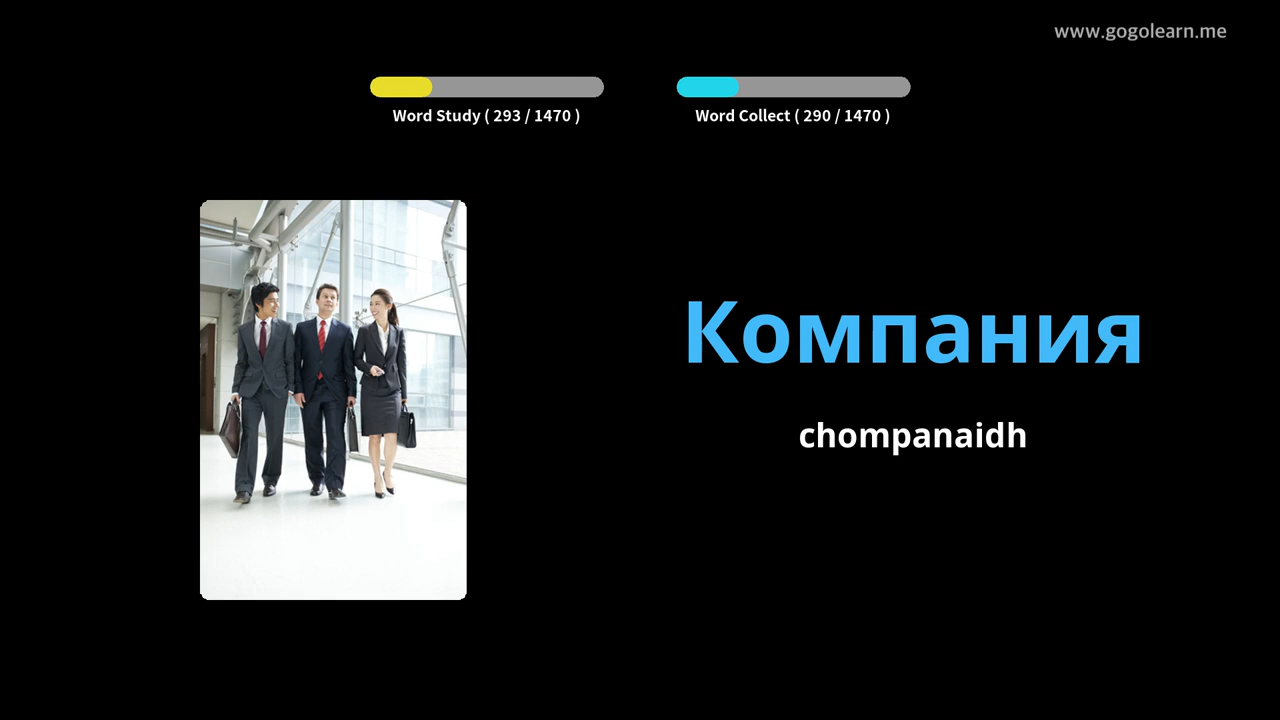 www.gogolearn.me
Word Study ( 293 / 1470 )
Word Collect ( 290 / 1470 )
Компания
chompanaidh